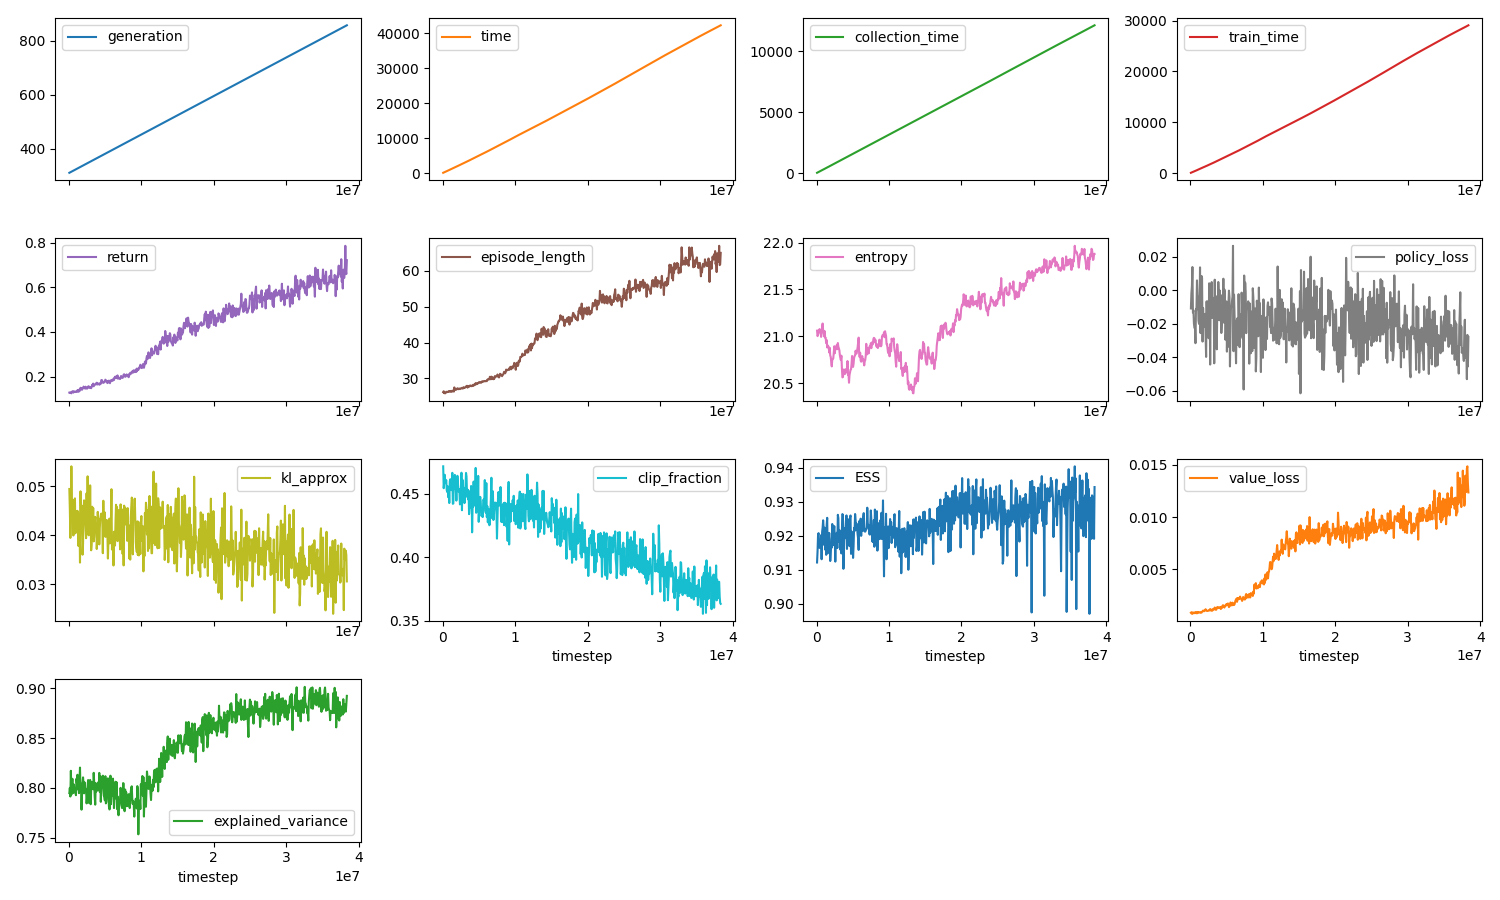 generation
800
600
400
1e7
time
40000
30000
20000
10000
0
1e7
collection_time
10000
5000
0
1e7
train_time
30000
20000
10000
0
1e7
return
0.8
0.6
0.4
0.2
1e7
episode_length
60
50
40
30
1e7
entropy
22.0
21.5
21.0
20.5
1e7
policy_loss
0.02
0.00
−0.02
−0.04
−0.06
1e7
kl_approx
0.05
0.04
0.03
1e7
clip_fraction
0.45
0.40
0.35
0 1 2 3 4
timestep 1e7
ESS
0.94
0.93
0.92
0.91
0.90
0 1 2 3 4
timestep 1e7
value_loss
0.015
0.010
0.005
0 1 2 3 4
timestep 1e7
0.90
0.85
0.80
explained_variance
0.75
0 1 2 3 4
timestep 1e7